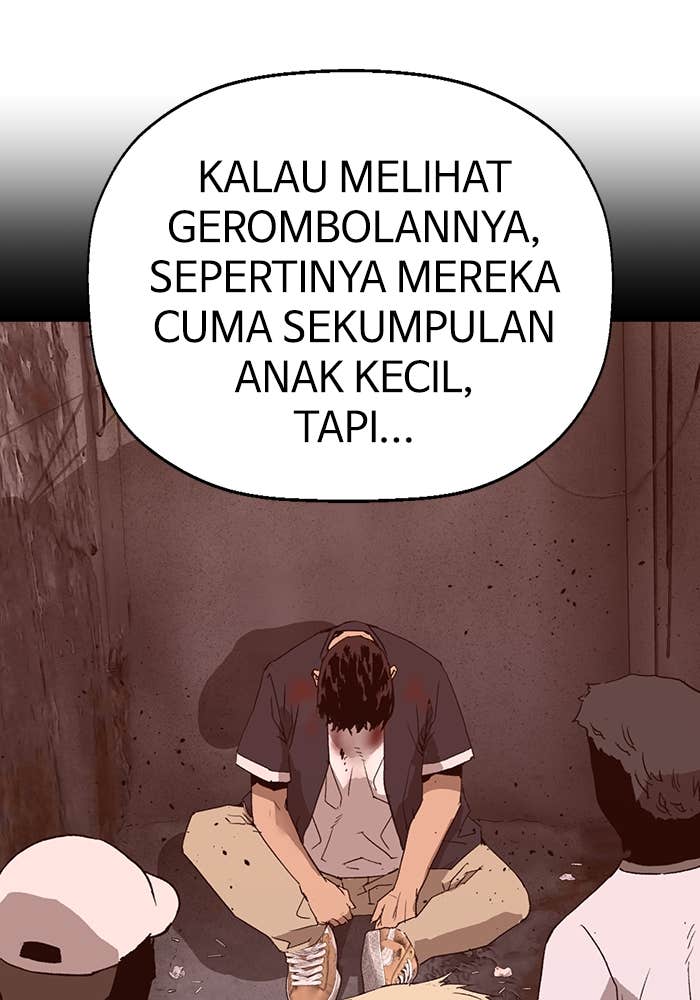 KALAU MELIHAT
GEROMBOLANNYA,
SEPERTINYA MEREKA
CUMA SEKUMPULAN
ANAK KECIL,
TAPI...